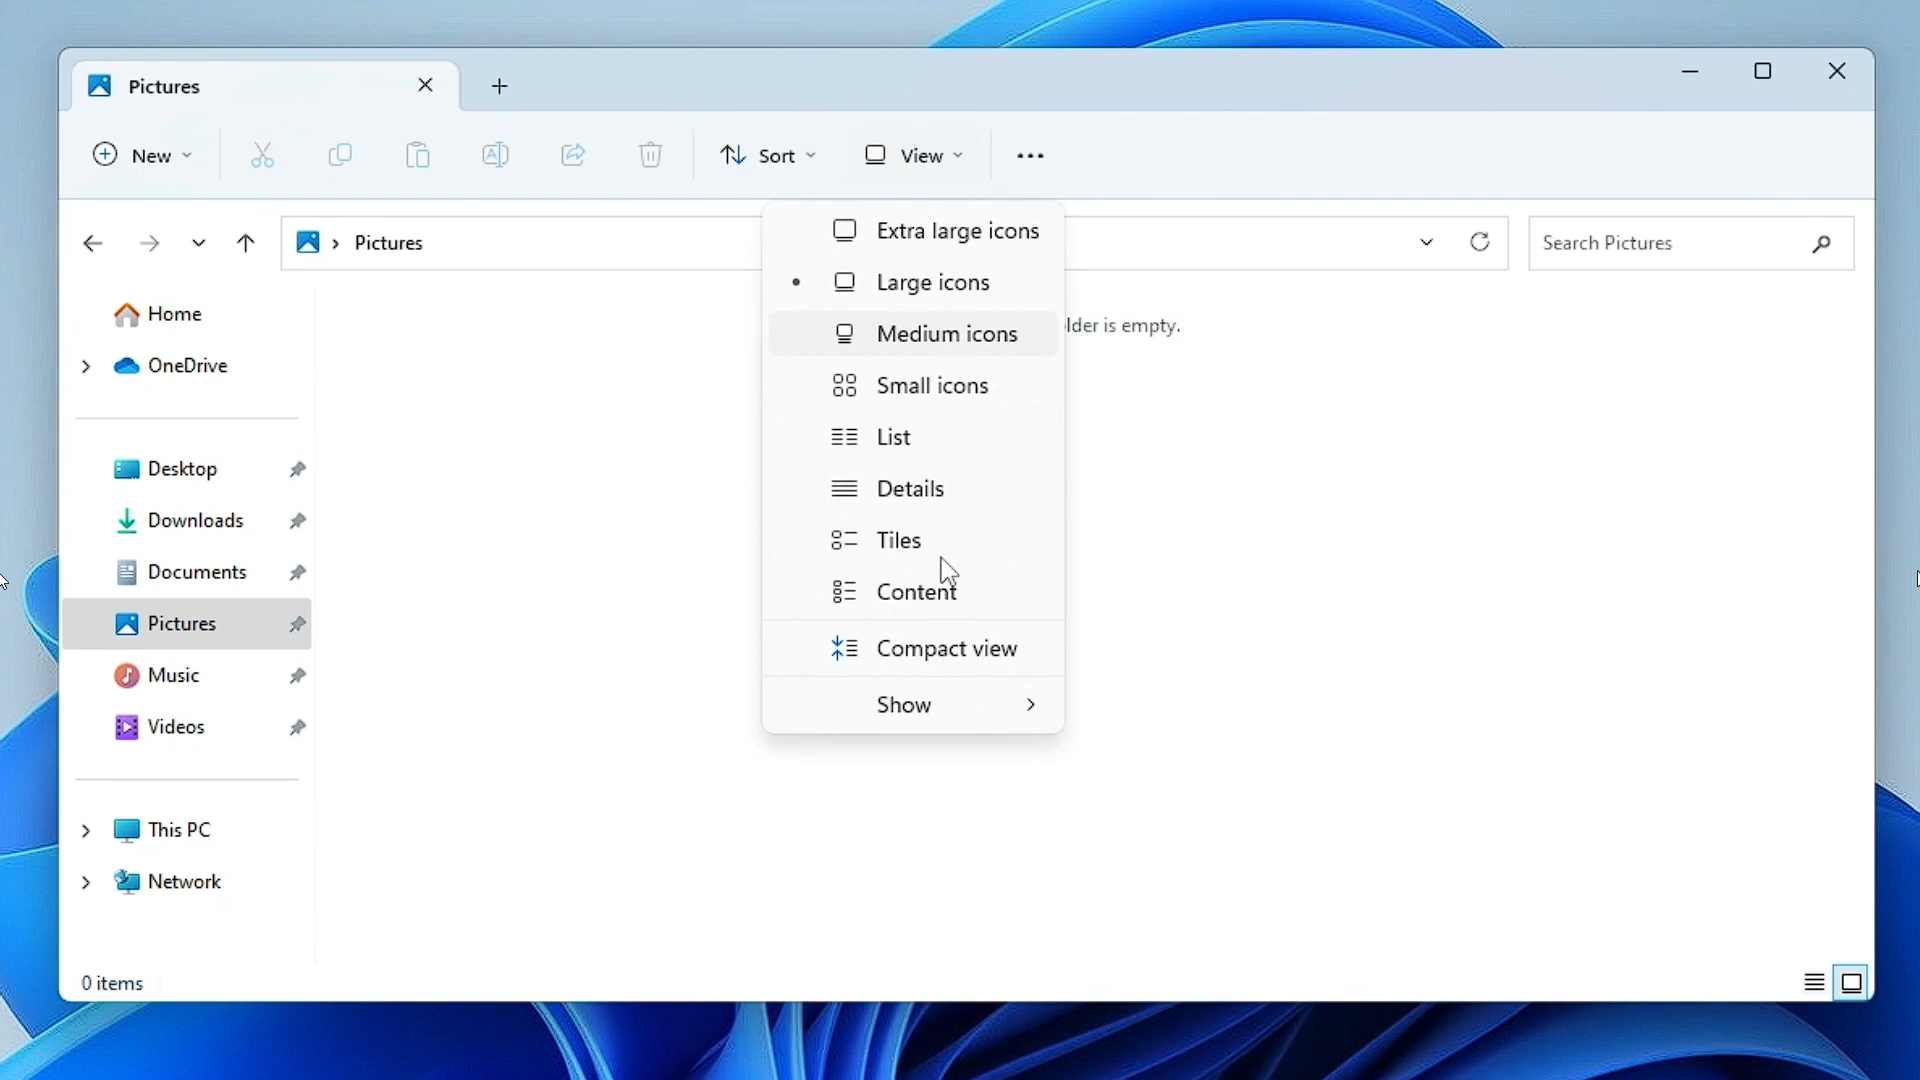 Pictures
New
Sort
View
Pictures
Search Pictures
Extra large icons
Large icons
Medium icons
Small icons
List
Details
Tiles
Content
Compact view
Show
is empty.
Home
OneDrive
Desktop
Downloads
Documents
Pictures
Music
Videos
This PC
Network
0 items